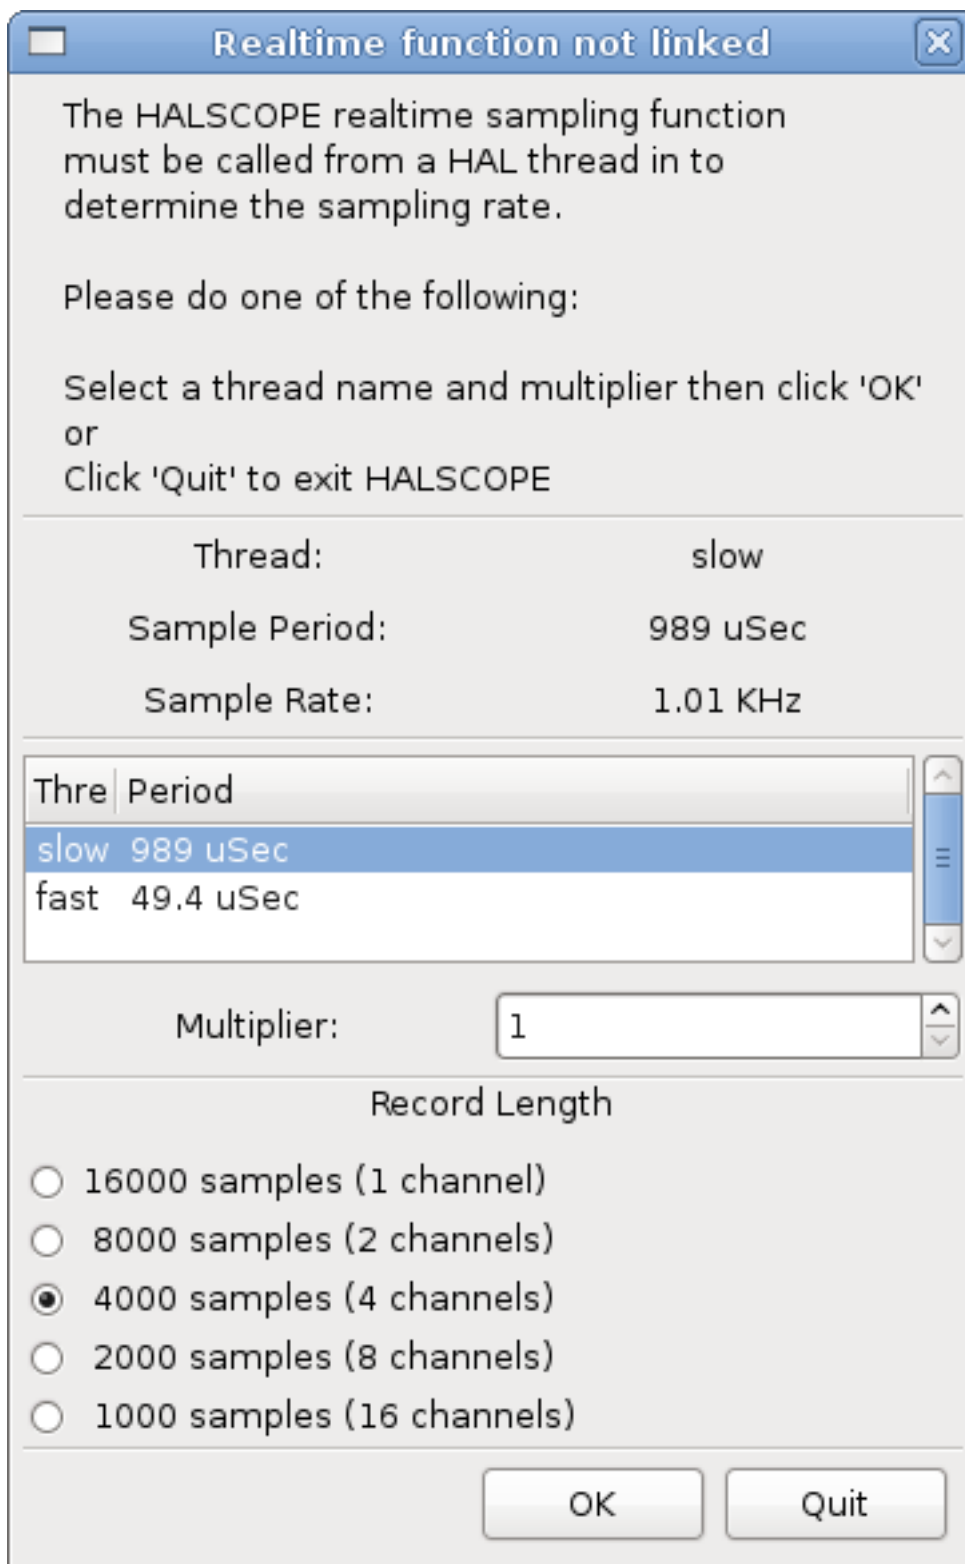 Realtime function not linked
The HALSCOPE realtime sampling function
must be called from a HAL thread in to
determine the sampling rate.
Please do one of the following:
Select a thread name and multiplier then click 'OK'
or
Click 'Quit' to exit HALSCOPE
Thread: slow
Sample Period: 989 uSec
Sample Rate: 1.01 KHz
Thre Period
slow 989 uSec
fast 49.4 uSec
Multiplier: 1
Record Length
16000 samples (1 channel)
8000 samples (2 channels)
4000 samples (4 channels)
2000 samples (8 channels)
1000 samples (16 channels)
OK Quit